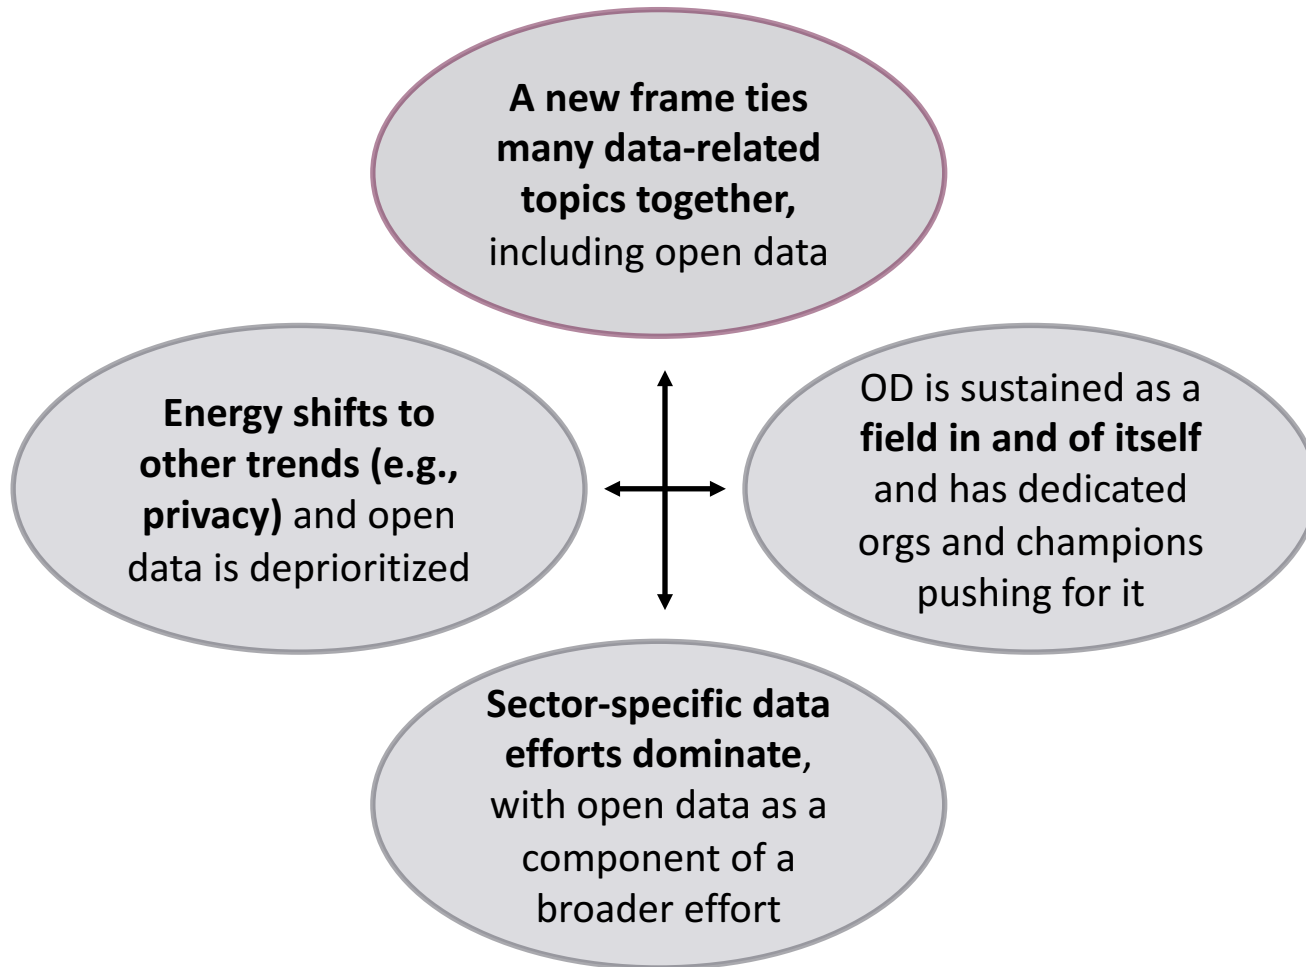 A new frame ties
many data-related
topics together,
including open data
Energy shifts to
other trends (e.g.,
privacy) and open
data is deprioritized
OD is sustained as a
field in and of itself
and has dedicated
orgs and champions
pushing for it
Sector-specific data
efforts dominate,
with open data as a
component of a
broader effort